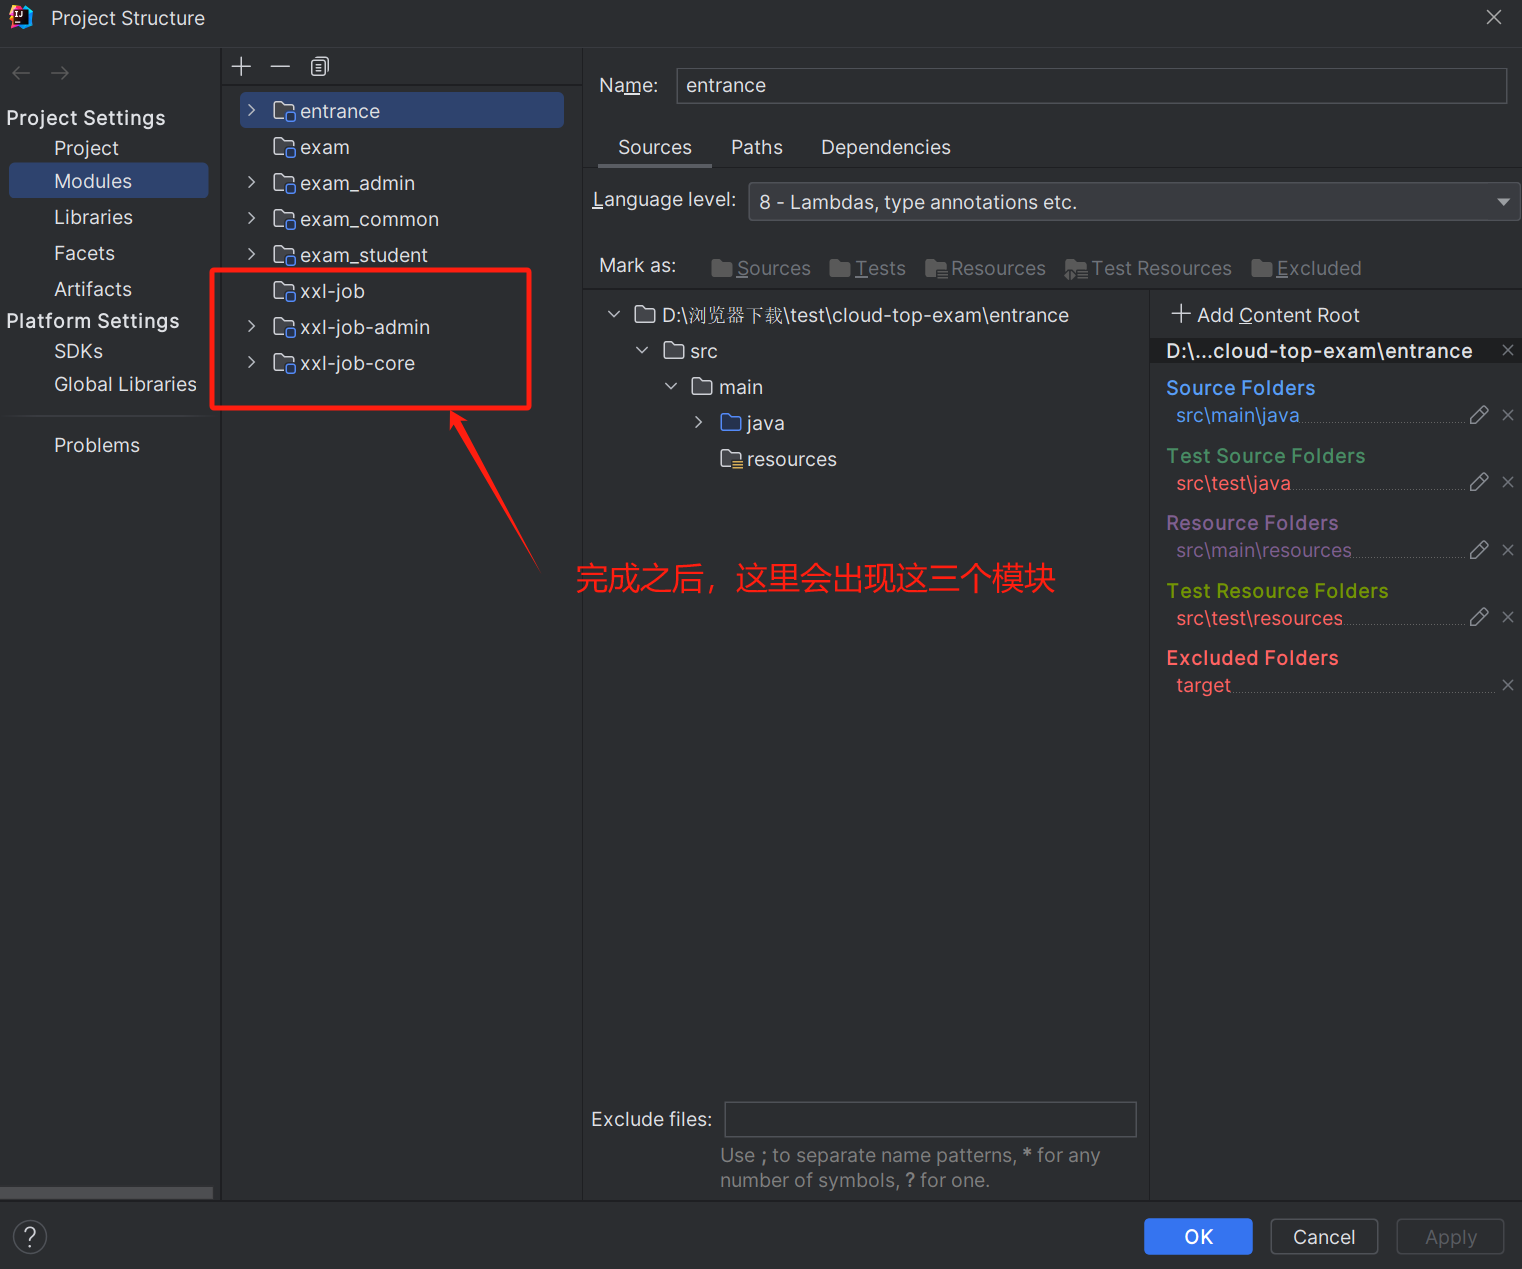 Project Structure
Project Settings
Project
Modules
Libraries
Facets
Artifacts
Platform Settings
SDKs
Global Libraries
Problems
entrance
exam
exam_admin
exam_common
exam_student
xxl-job
xxl-job-admin
xxl-job-core
完成之后，这里会出现这三个模块
Name: entrance
Sources Paths Dependencies
Language level: 8 - Lambdas, type annotations etc.
Mark as: Sources Tests Resources Test Resources Excluded
D:\浏览器下载\test\cloud-top-exam\entrance
src
main
java
resources
Add Content Root
D:\...cloud-top-exam\entrance
Source Folders
src\main\java
Test Source Folders
src\test\java
Resource Folders
src\main\resources
Test Resource Folders
src\test\resources
Excluded Folders
target
Exclude files:
Use ; to separate name patterns, * for any
number of symbols, ? for one.
?
OK Cancel Apply